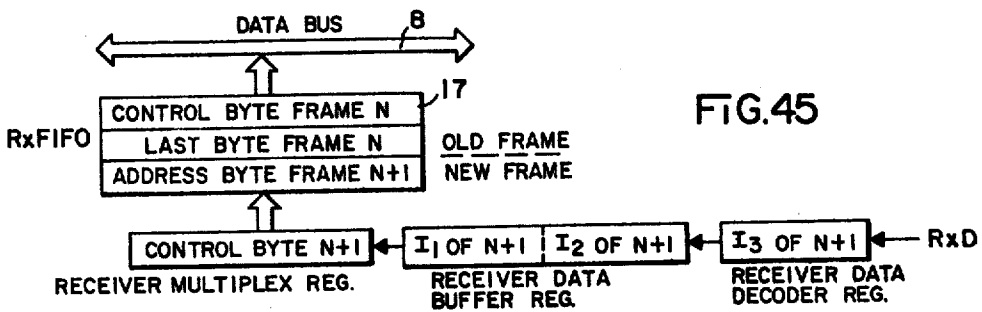 DATA BUS
8
17
CONTROL BYTE FRAME N
RxFIFO
LAST BYTE FRAME N
ADDRESS BYTE FRAME N+1
OLD FRAME
NEW FRAME
FIG.45
CONTROL BYTE N+1
I1 OF N+1
I2 OF N+1
I3 OF N+1
RxD
RECEIVER MULTIPLEX REG.
RECEIVER DATA
BUFFER REG.
RECEIVER DATA
DECODER REG.